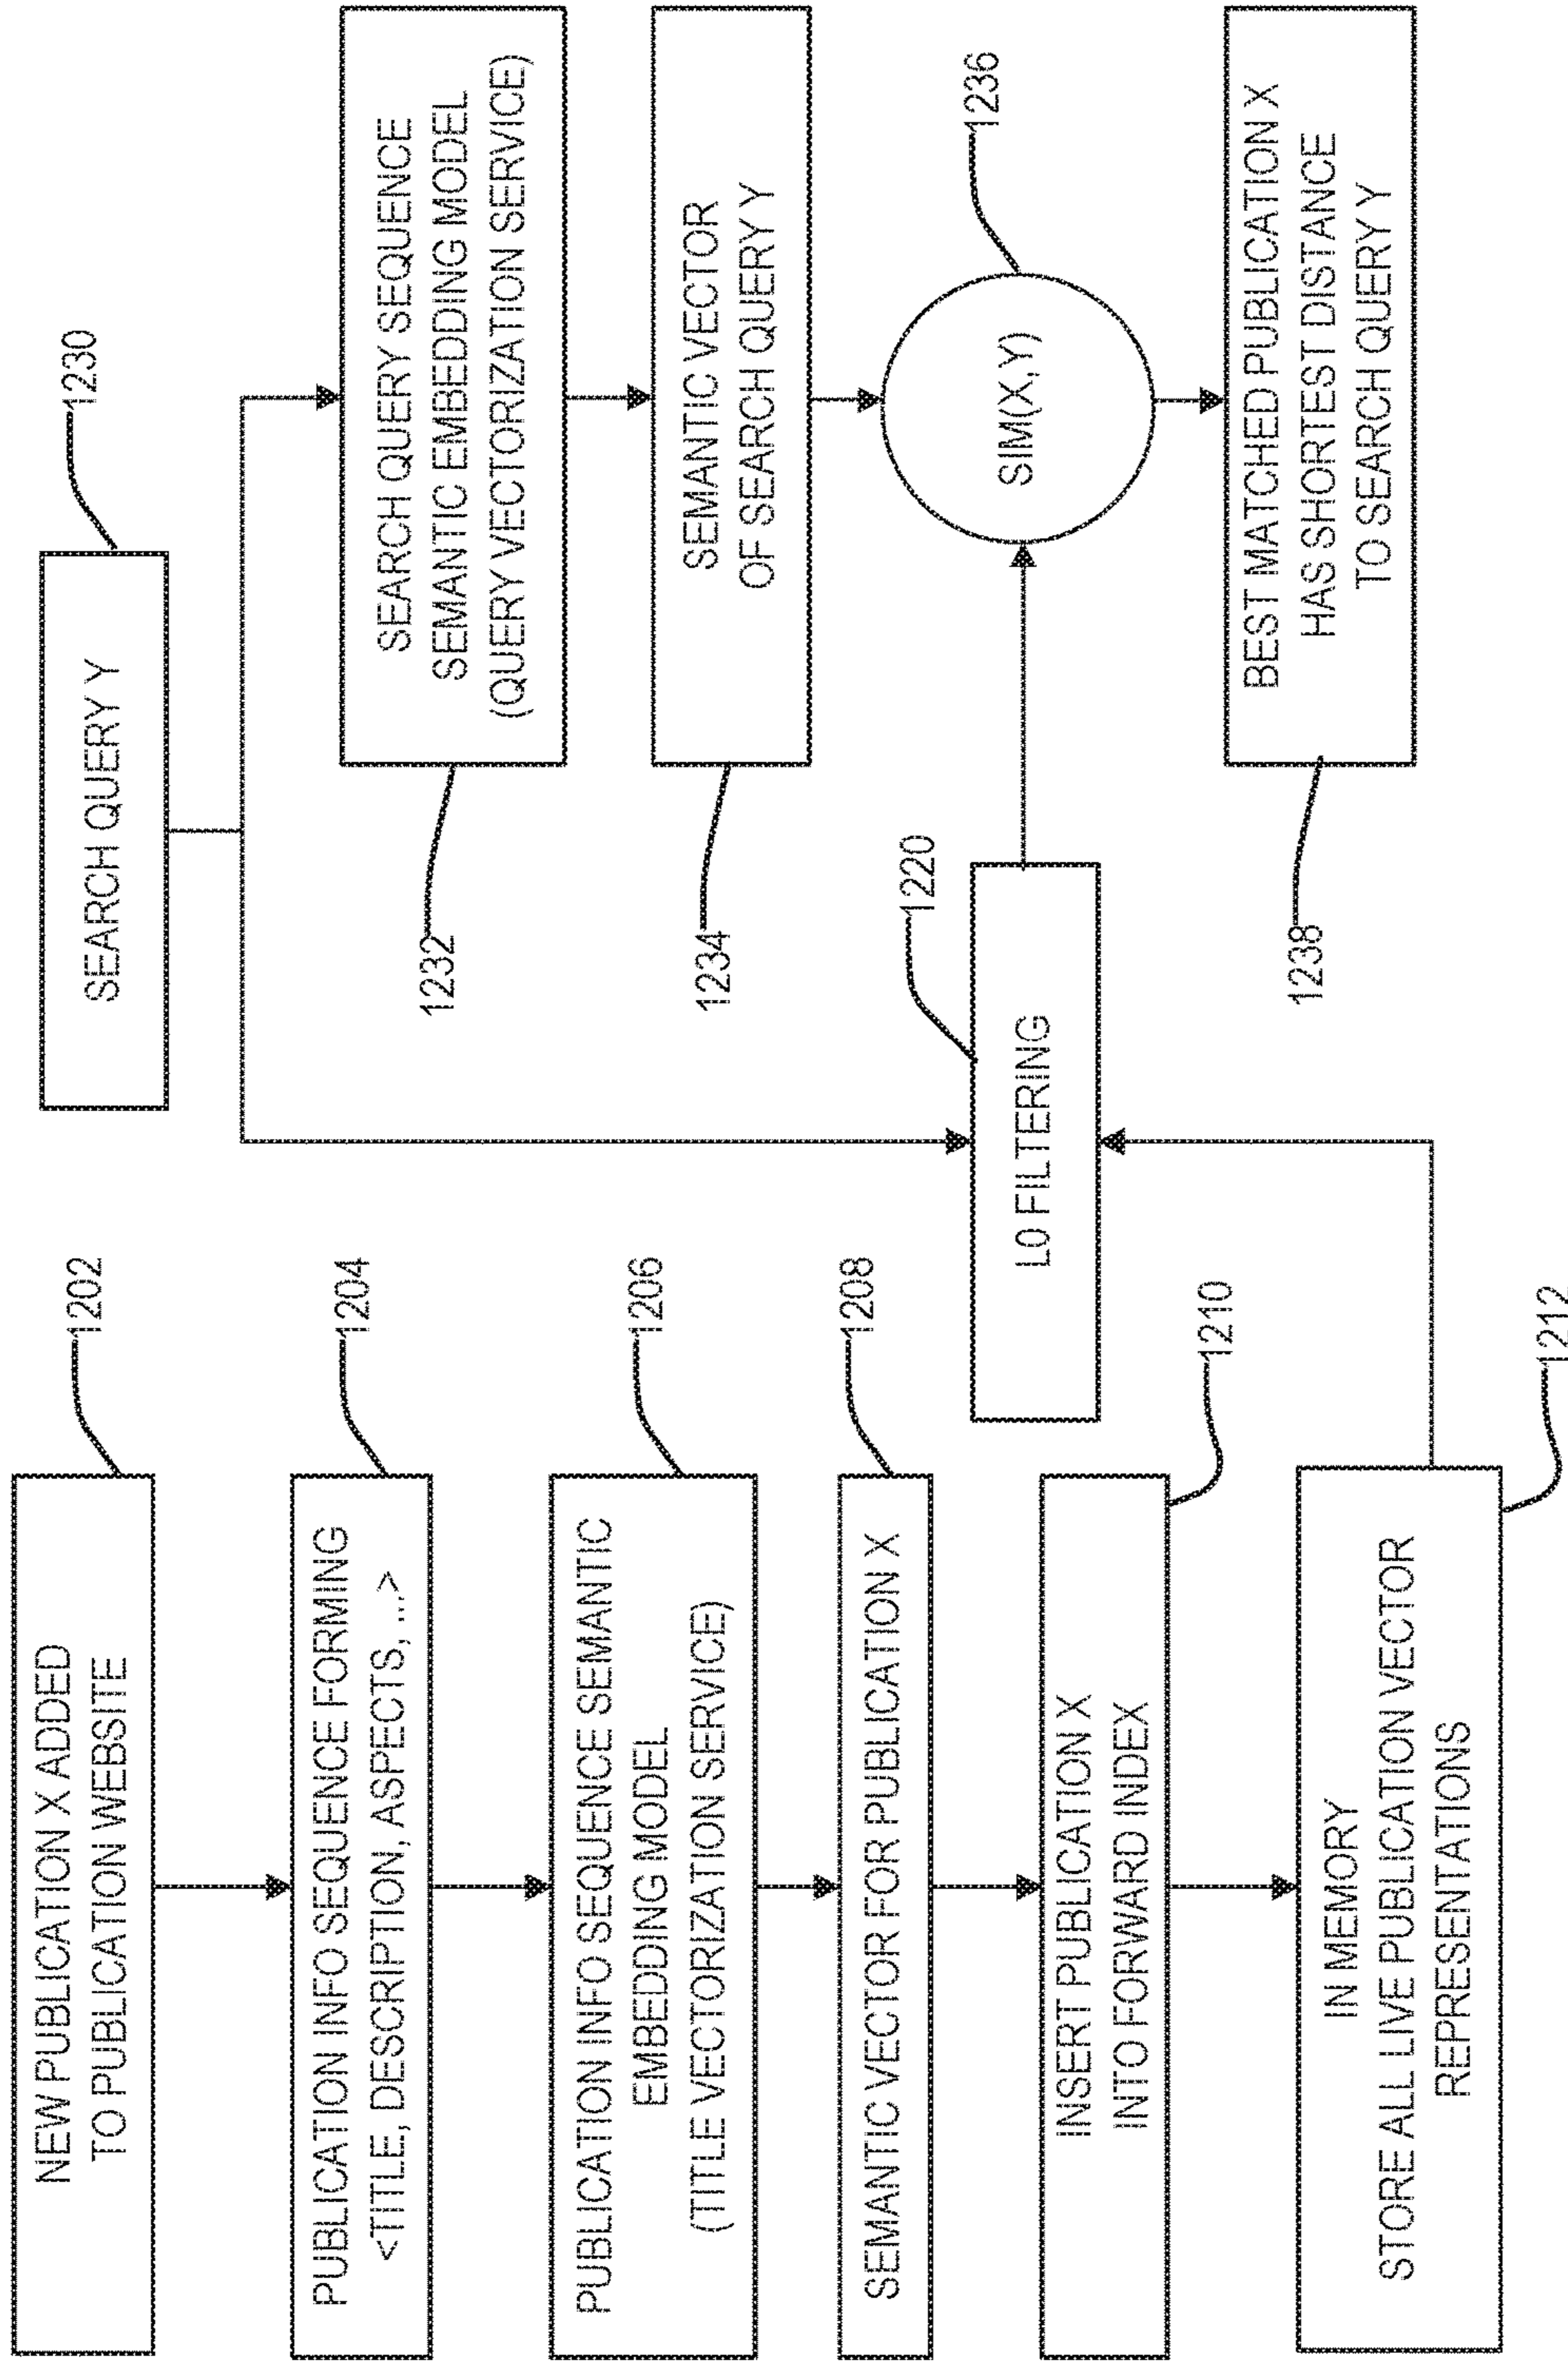 NEW PUBLICATION X ADDED
TO PUBLICATION WEBSITE
1202
PUBLICATION INFO SEQUENCE FORMING
<TITLE, DESCRIPTION, ASPECTS, ...>
1204
PUBLICATION INFO SEQUENCE SEMANTIC
EMBEDDING MODEL
(TITLE VECTORIZATION SERVICE)
1206
SEMANTIC VECTOR FOR PUBLICATION X
1208
INSERT PUBLICATION X
INTO FORWARD INDEX
1210
IN MEMORY
STORE ALL LIVE PUBLICATION VECTOR
REPRESENTATIONS
1212
L0 FILTERING
1220
SEARCH QUERY Y
1230
SEARCH QUERY SEQUENCE
SEMANTIC EMBEDDING MODEL
(QUERY VECTORIZATION SERVICE)
1232
SEMANTIC VECTOR
OF SEARCH QUERY Y
1234
SIM(X,Y)
1236
BEST MATCHED PUBLICATION X
HAS SHORTEST DISTANCE
TO SEARCH QUERY Y
1238